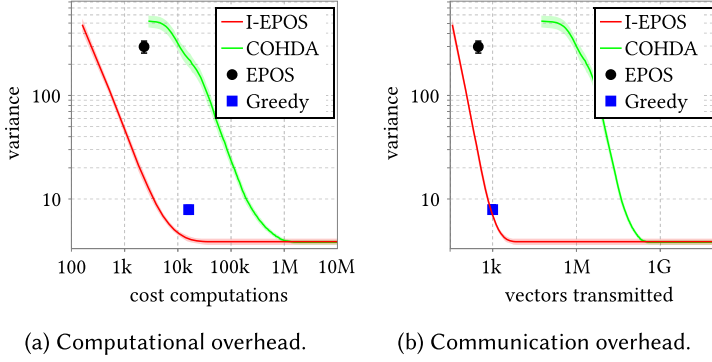 I-EPOS
COHDA
EPOS
Greedy
variance
100
10
100 1k 10k 100k 1M 10M
cost computations
(a) Computational overhead.
I-EPOS
COHDA
EPOS
Greedy
variance
100
10
1k 1M 1G
vectors transmitted
(b) Communication overhead.